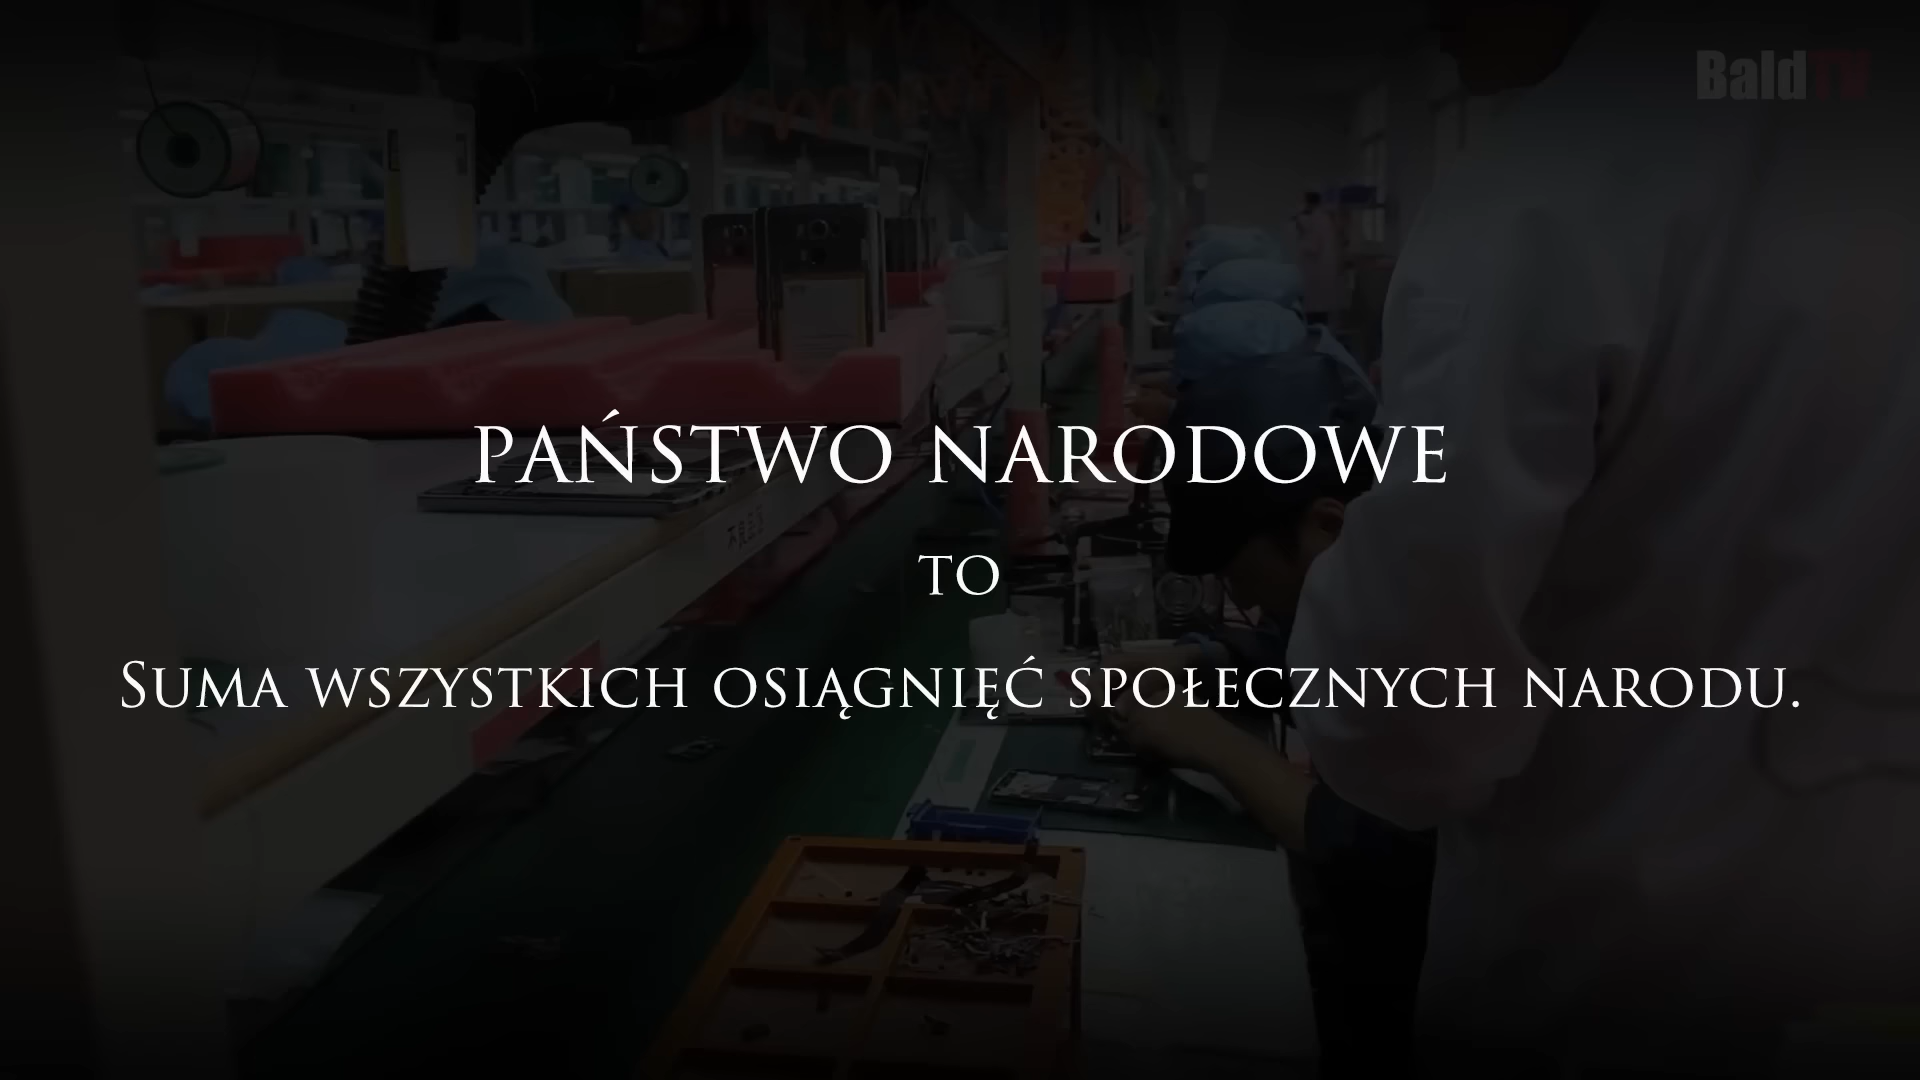 BaldTV
PAŃSTWO NARODOWE
TO
SUMA WSZYSTKICH OSIĄGNIĘĆ SPOŁECZNYCH NARODU.